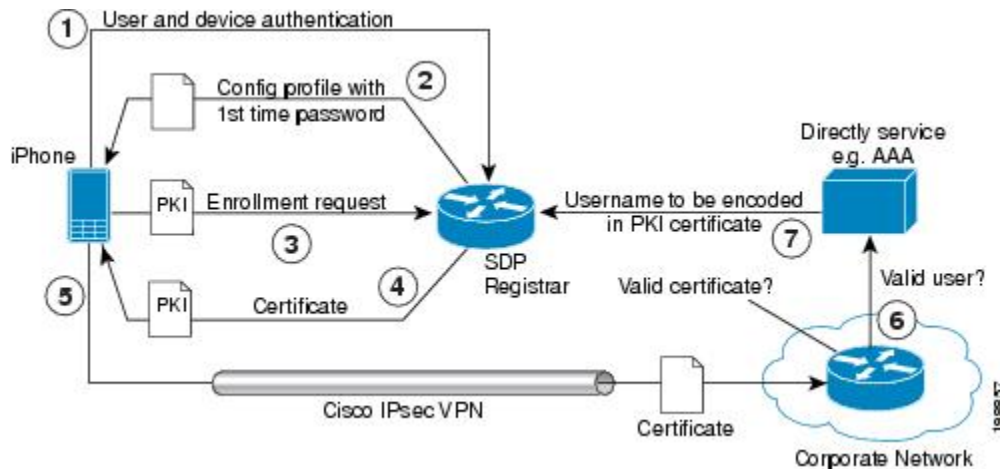 1
User and device authentication
2
Config profile with
1st time password
iPhone
Directly service
e.g. AAA
PKI
Enrollment request
3
Username to be encoded
in PKI certificate
7
SDP
Registrar
5
PKI
Certificate
4
Valid certificate?
Valid user?
6
Cisco IPsec VPN
Certificate
Corporate Network